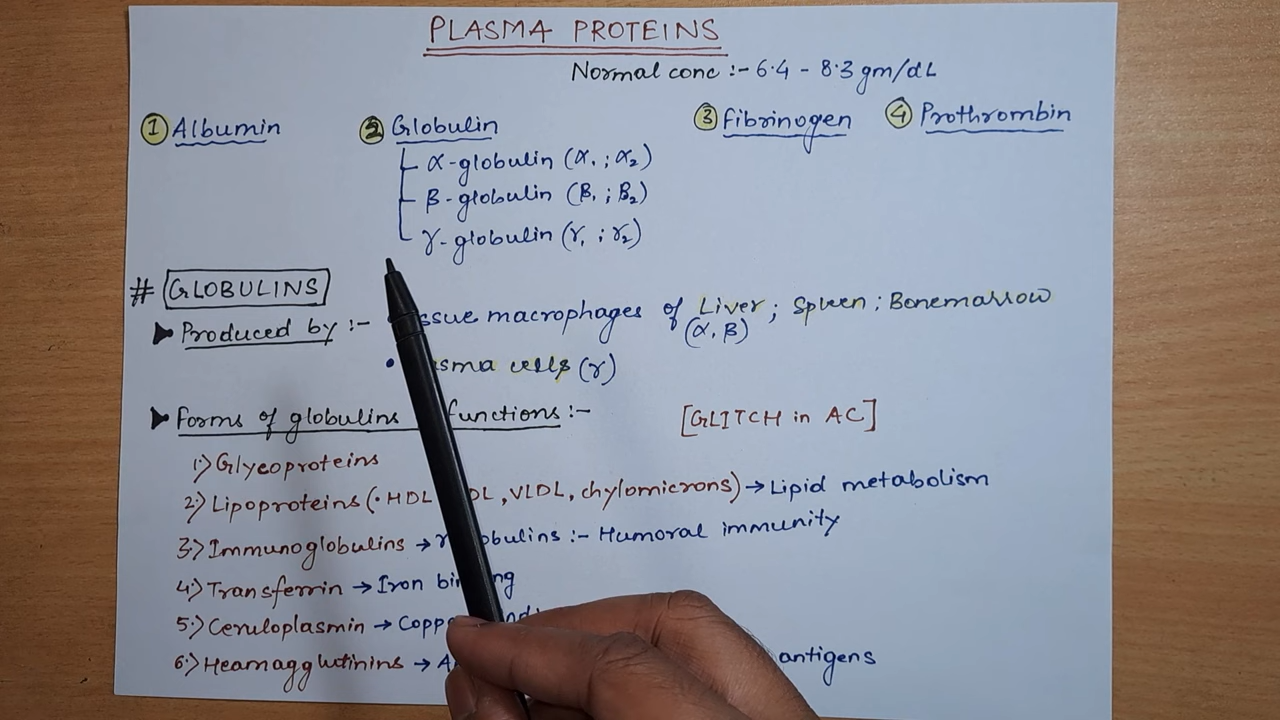 PLASMA PROTEINS
Normal conc :- 6.4 - 8.3 gm/dL
① Albumin ② Globulin ③ Fibrinogen ④ Prothrombin
α-globulin (α₁ ; α₂)
β-globulin (β₁ ; β₂)
γ-globulin (γ₁ ; γ₂)
# GLOBULINS
➤ Produced by :- macrophages of Liver ; Spleen ; Bonemarrow
(α, β)
• cells (γ)
➤ Forms of globulins functions :- [GLITCH in AC]
1.) Glycoproteins
2.) Lipoproteins (• HDL, VLDL, chylomicrons) → Lipid metabolism
3.) Immunoglobulins → :- Humoral immunity
4.) Transferrin → Iron
5.) Ceruloplasmin →
6.) Heamagglutinins → antigens